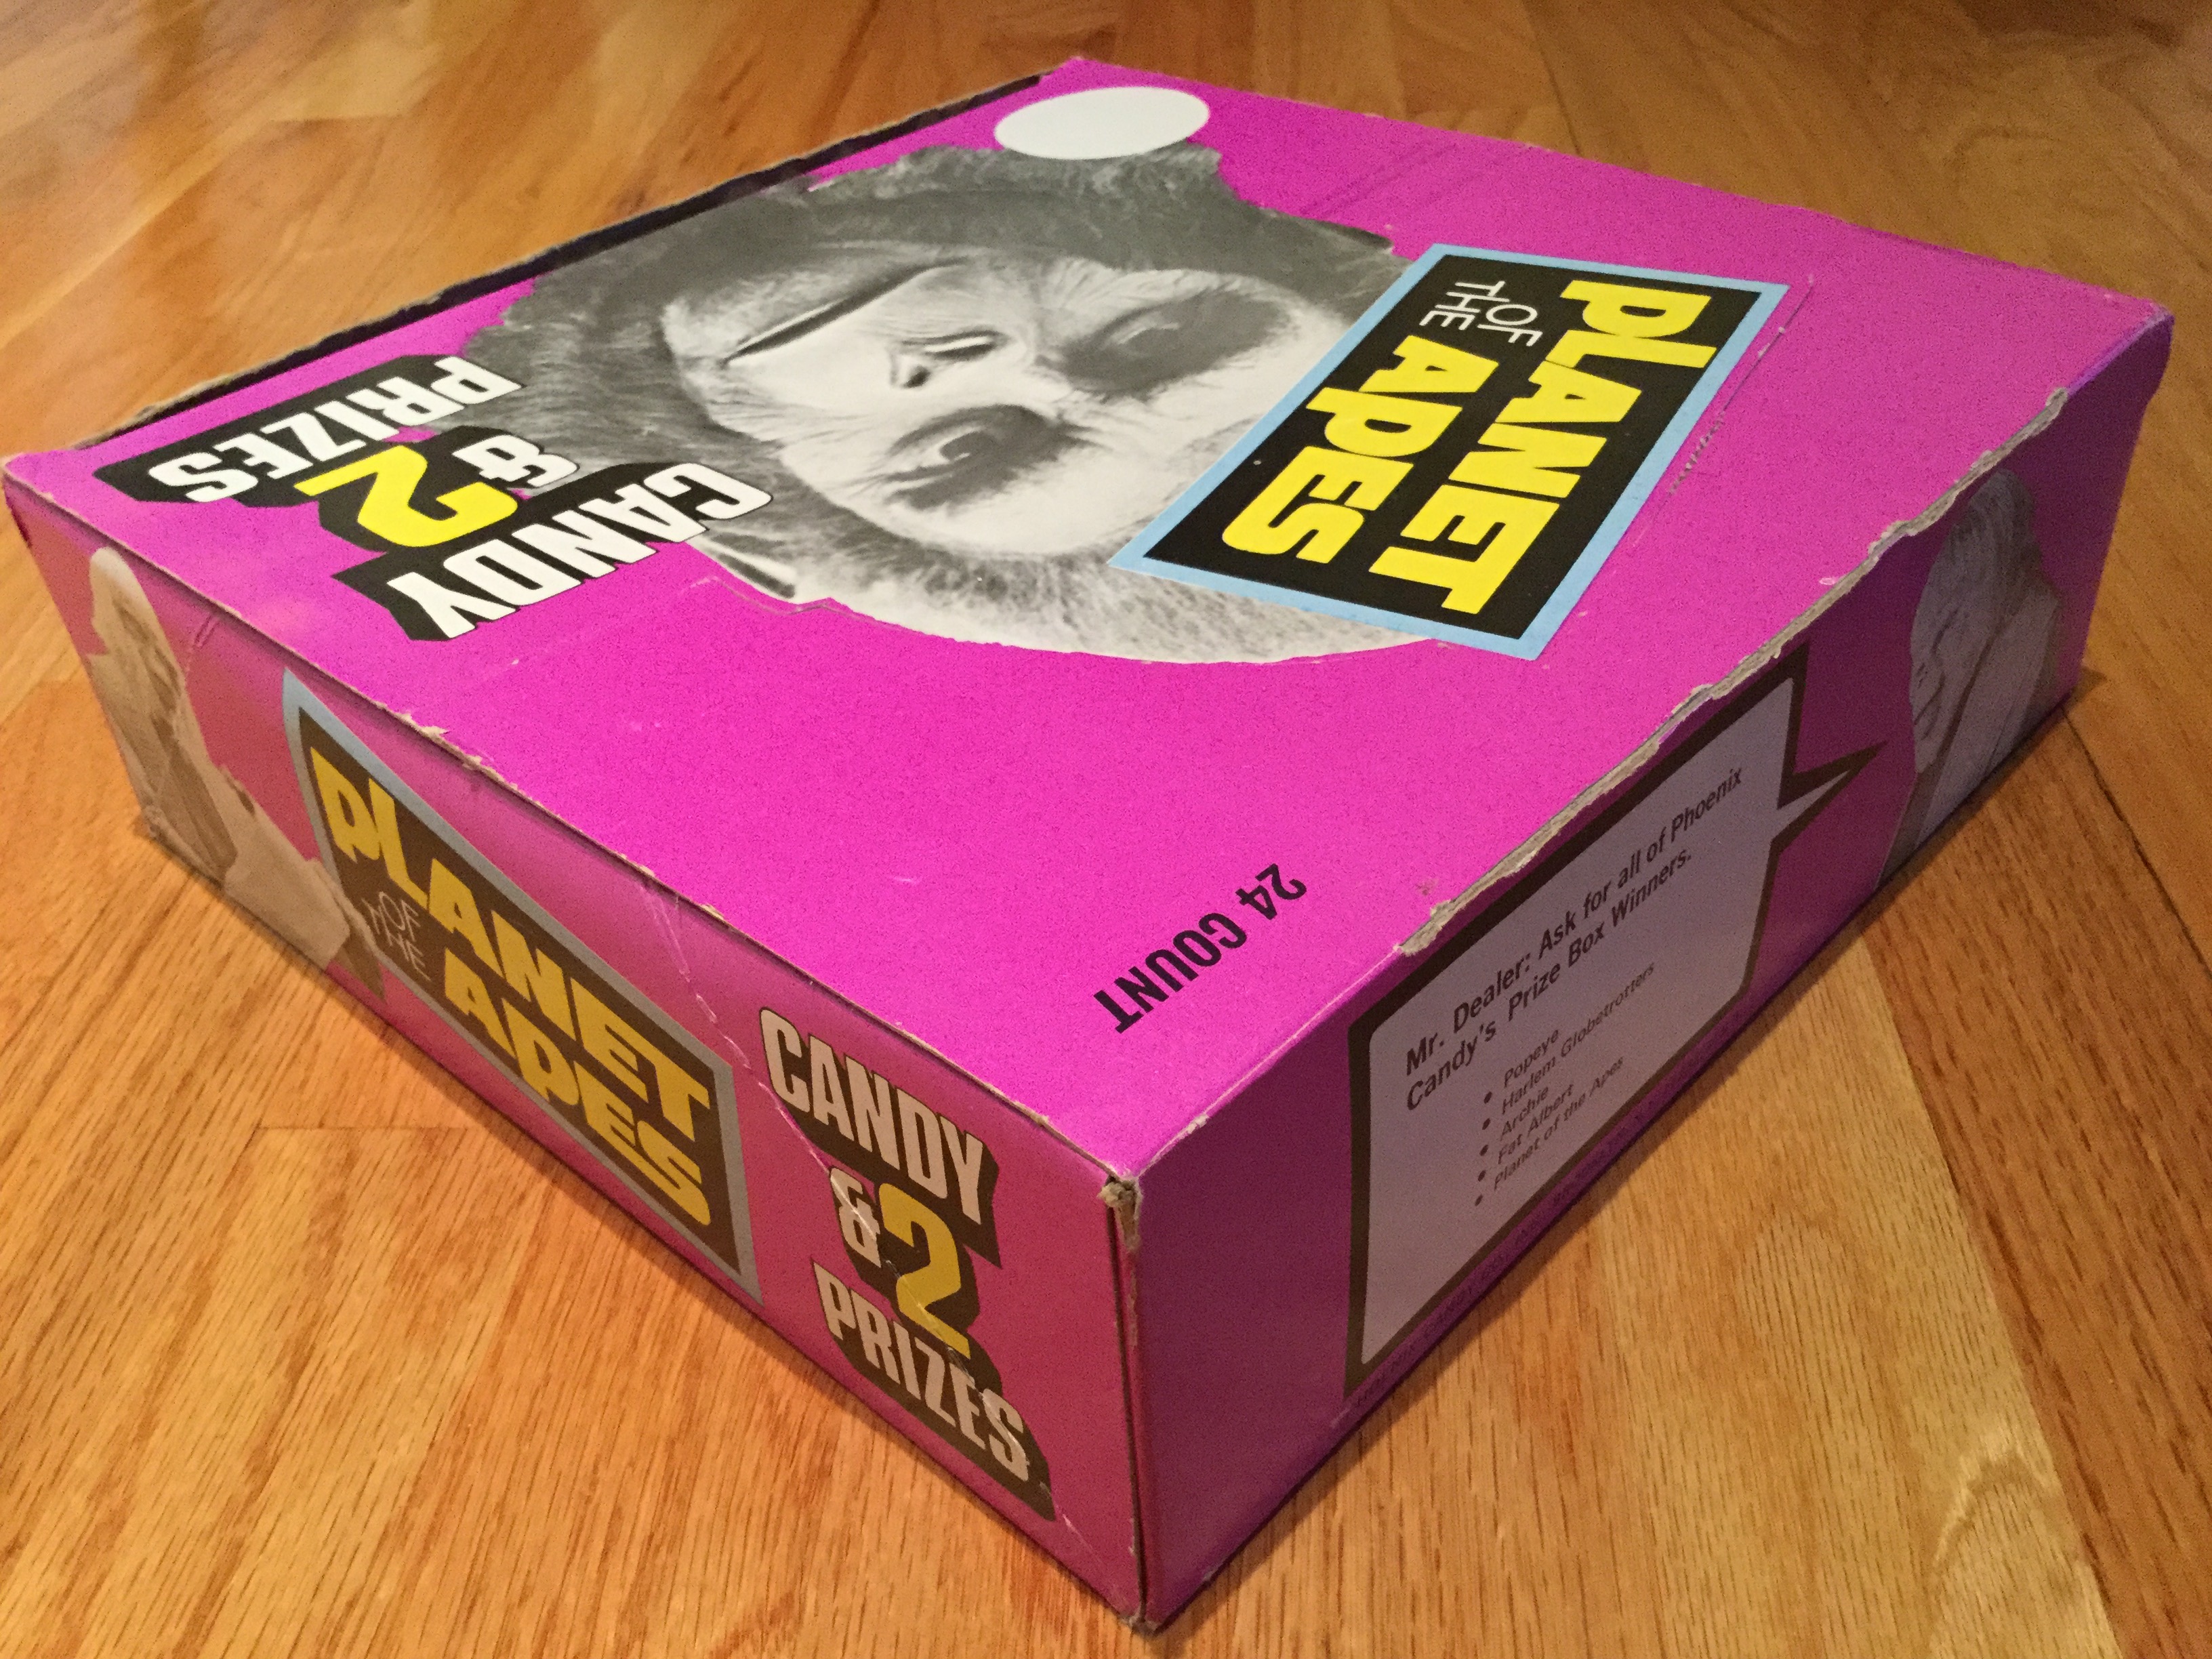 PLANET
OF
THE
APES
CANDY
& 2
PRIZES
24 COUNT
PLANET
OF
THE
APES
CANDY
& 2
PRIZES
Mr. Dealer: Ask for all of Phoenix
Candy's Prize Box Winners.
• Popeye
• Harlem Globetrotters
• Archie
• Fat Albert
• Planet of the Apes